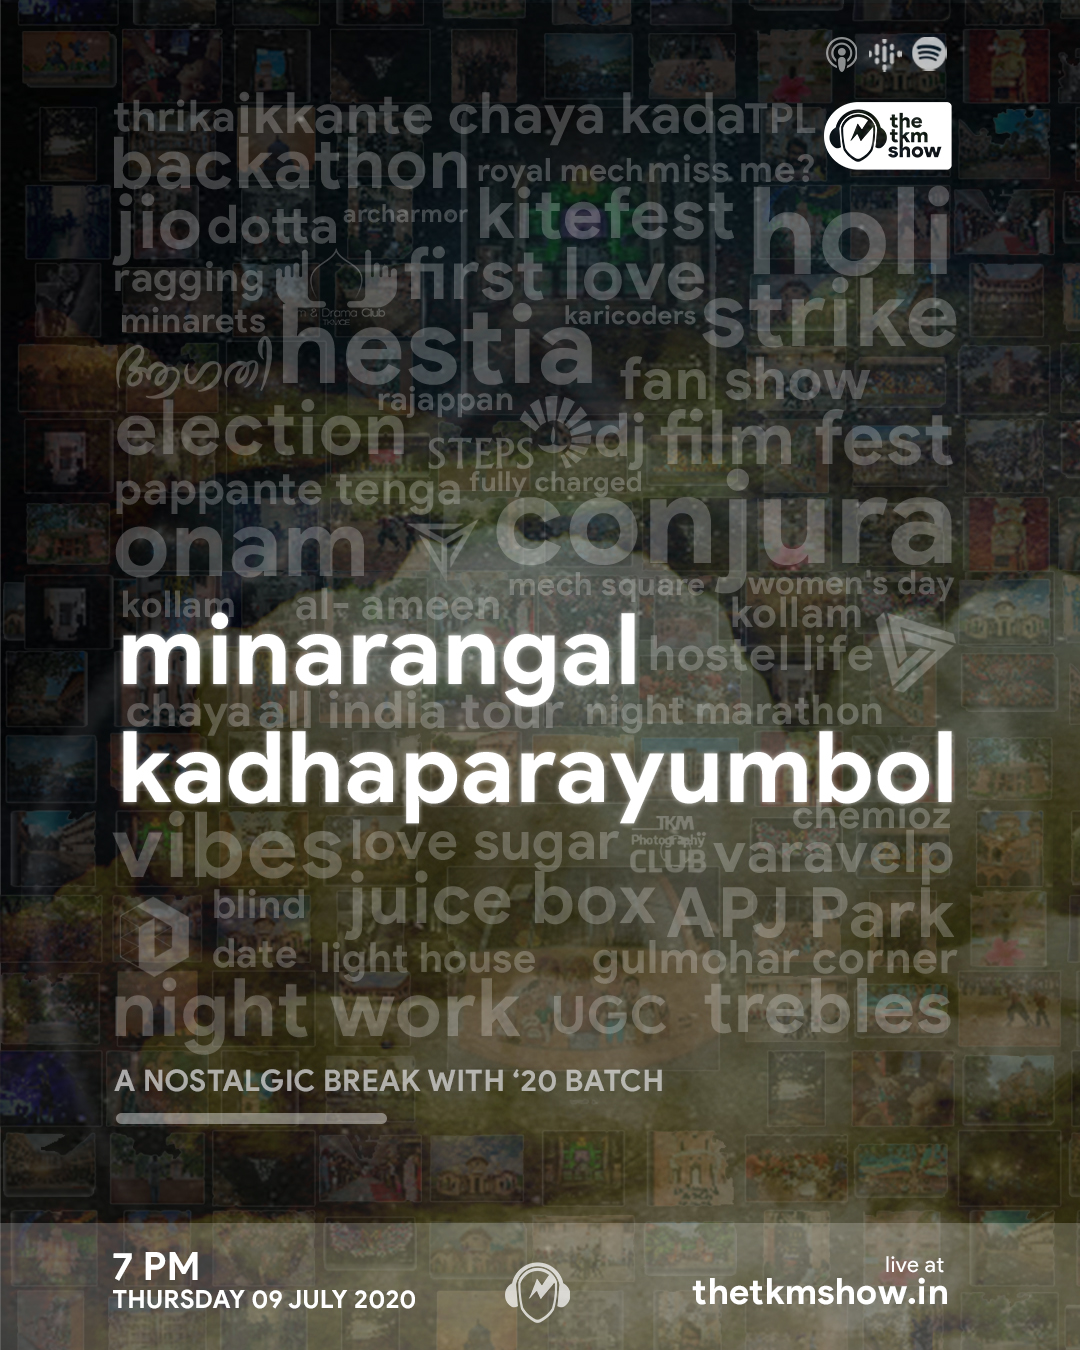 the
tkm
show
thrikaikkante chaya kada TPL
backathon royal mech miss me?
jio dotta archarmor kitefest holi
ragging first love
& Drama Club
TKMCE
minarets hestia karicoders strike
ആഗതി fan show
rajappan
election STEPS dj film fest
pappante tenga fully charged
onam conjura
mech square women's day
kollam al- ameen kollam
minarangal hostel life
chaya all india tour night marathon
kadhaparayumbol
chemioz
vibes love sugar TKM Photography CLUB varavelp
blind juice box APJ Park
date light house gulmohar corner
night work UGC trebles
A NOSTALGIC BREAK WITH ‘20 BATCH
7 PM
THURSDAY 09 JULY 2020
live at
thetkmshow.in